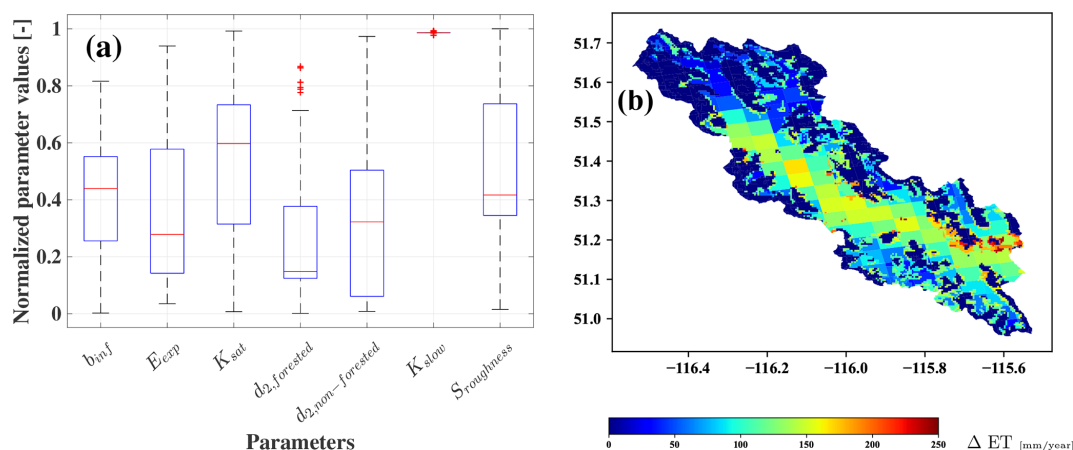 (a)
Normalized parameter values [-]
1
0.8
0.6
0.4
0.2
0
b_inf
E_exp
K_sat
d_2,forested
d_2,non−forested
K_slow
S_roughness
Parameters
(b)
51.7
51.6
51.5
51.4
51.3
51.2
51.1
51.0
−116.4
−116.2
−116.0
−115.8
−115.6
0
50
100
150
200
250
Δ ET [mm/year]